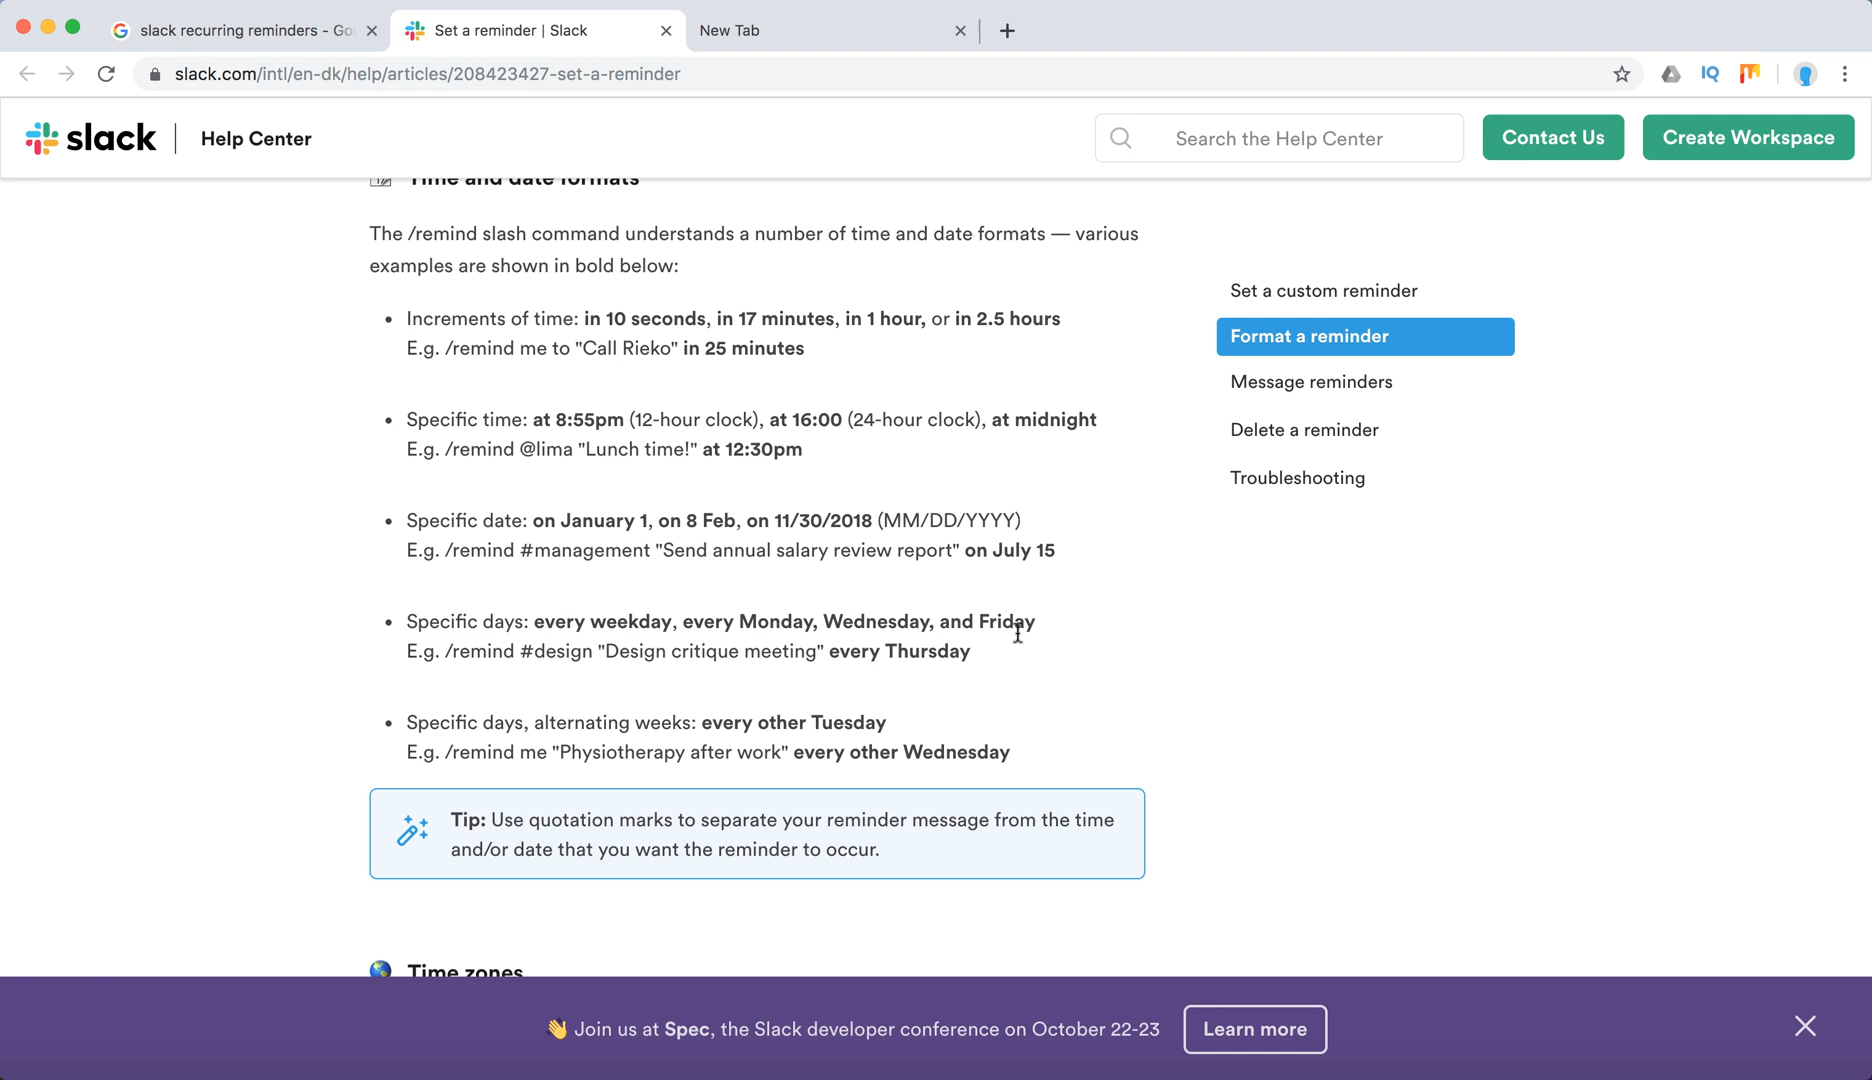 slack recurring reminders - Goo
Set a reminder | Slack
New Tab
slack.com/intl/en-dk/help/articles/208423427-set-a-reminder
IQ
slack
Help Center
Search the Help Center
Contact Us
Create Workspace
Time and date formats
The /remind slash command understands a number of time and date formats — various
examples are shown in bold below:
• Increments of time: in 10 seconds, in 17 minutes, in 1 hour, or in 2.5 hours
E.g. /remind me to "Call Rieko" in 25 minutes
• Specific time: at 8:55pm (12-hour clock), at 16:00 (24-hour clock), at midnight
E.g. /remind @lima "Lunch time!" at 12:30pm
• Specific date: on January 1, on 8 Feb, on 11/30/2018 (MM/DD/YYYY)
E.g. /remind #management "Send annual salary review report" on July 15
• Specific days: every weekday, every Monday, Wednesday, and Friday
E.g. /remind #design "Design critique meeting" every Thursday
• Specific days, alternating weeks: every other Tuesday
E.g. /remind me "Physiotherapy after work" every other Wednesday
Tip: Use quotation marks to separate your reminder message from the time
and/or date that you want the reminder to occur.
Time zones
Set a custom reminder
Format a reminder
Message reminders
Delete a reminder
Troubleshooting
👋 Join us at Spec, the Slack developer conference on October 22-23
Learn more